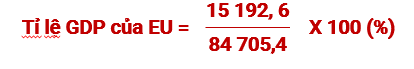 Tỉ lệ GDP của EU = 15 192, 6 / 84 705,4 X 100 (%)